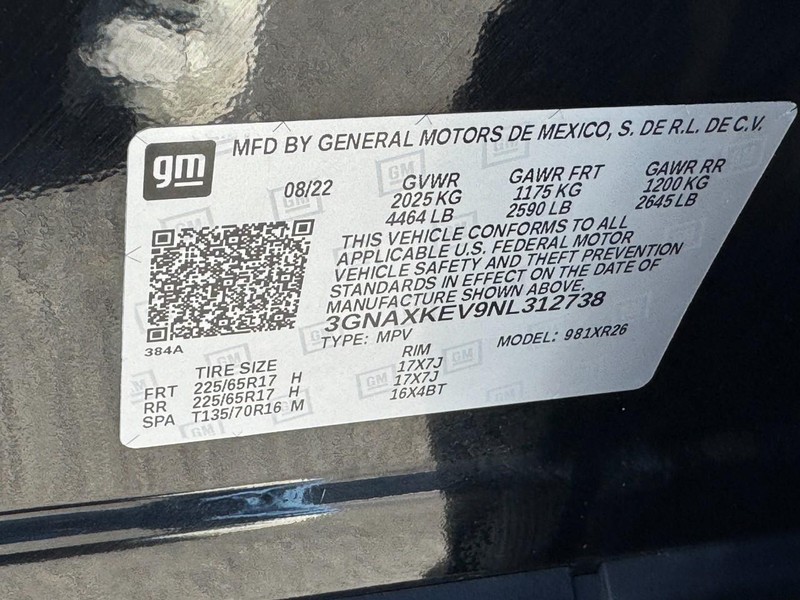 gm
MFD BY GENERAL MOTORS DE MEXICO, S. DE R.L. DE C.V.
08/22
GVWR
2025 KG
4464 LB
GAWR FRT
1175 KG
2590 LB
GAWR RR
1200 KG
2645 LB
THIS VEHICLE CONFORMS TO ALL
APPLICABLE U.S. FEDERAL MOTOR
VEHICLE SAFETY AND THEFT PREVENTION
STANDARDS IN EFFECT ON THE DATE OF
MANUFACTURE SHOWN ABOVE.
3GNAXKEV9NL312738
TYPE: MPV MODEL: 981XR26
384A
TIRE SIZE RIM
FRT 225/65R17 H 17X7J
RR 225/65R17 H 17X7J
SPA T135/70R16 M 16X4BT